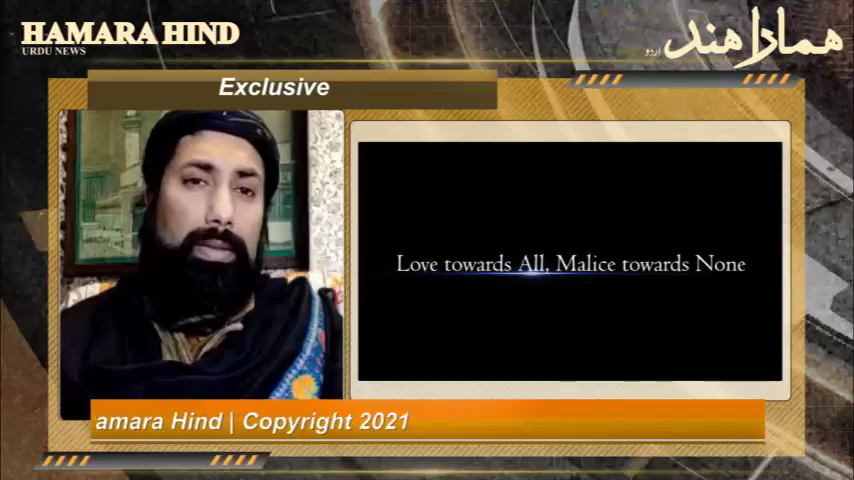 HAMARA HIND
URDU NEWS
ہمارا ہند
اردو
Exclusive
Love towards All, Malice towards None
amara Hind | Copyright 2021